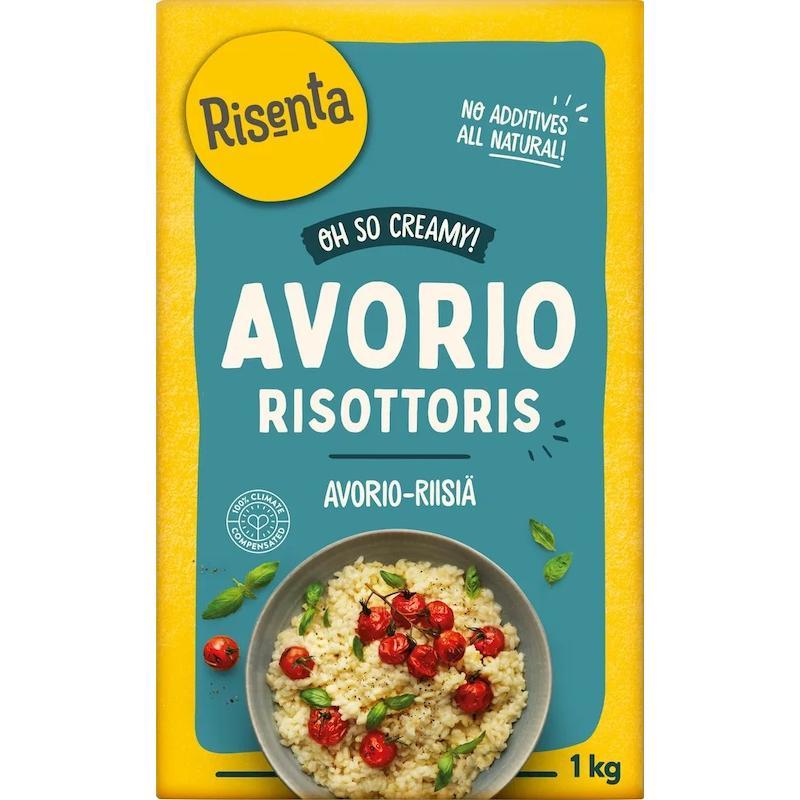 Risenta
NO ADDITIVES
ALL NATURAL!
OH SO CREAMY!
AVORIO
RISOTTORIS
AVORIO-RIISIÄ
100% CLIMATE
COMPENSATED
1 kg